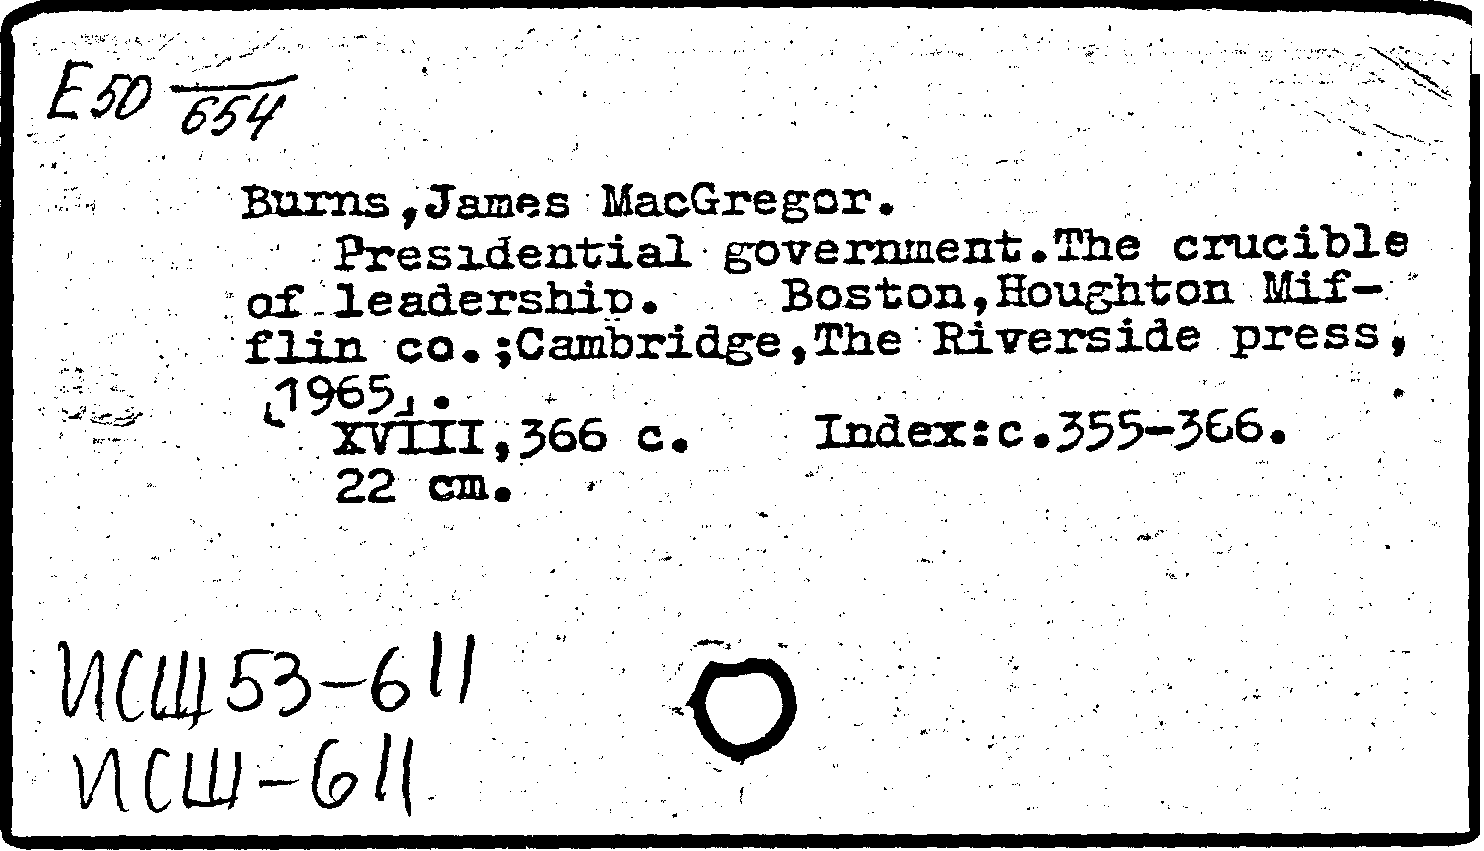 E50 654
Burns,James MacGregor.
Presidential government.The crucible
of leadership. Boston,Houghton Mif-
flin co.;Cambridge,The Riverside press,
[1965].
XVIII,366 c. Index:c.355-366.
22 cm.
ИСЩ53-611
ИСШ-611